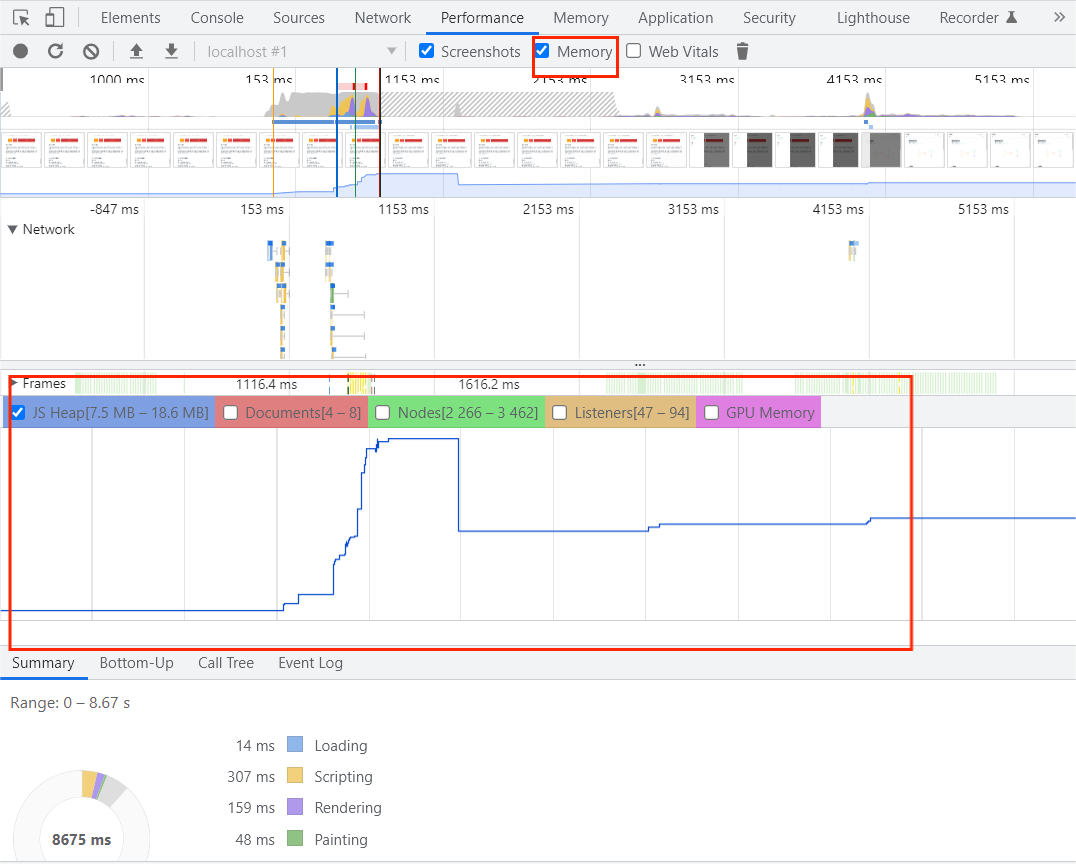 Elements Console Sources Network Performance Memory Application Security Lighthouse Recorder
localhost #1 Screenshots Memory Web Vitals
1000 ms 153 ms 1153 ms 2153 ms 3153 ms 4153 ms 5153 ms
-847 ms 153 ms 1153 ms 2153 ms 3153 ms 4153 ms 5153 ms
Network
Frames 1116.4 ms 1616.2 ms
JS Heap[7.5 MB – 18.6 MB] Documents[4 – 8] Nodes[2 266 – 3 462] Listeners[47 – 94] GPU Memory
Summary Bottom-Up Call Tree Event Log
Range: 0 – 8.67 s
14 ms Loading
307 ms Scripting
159 ms Rendering
8675 ms
48 ms Painting